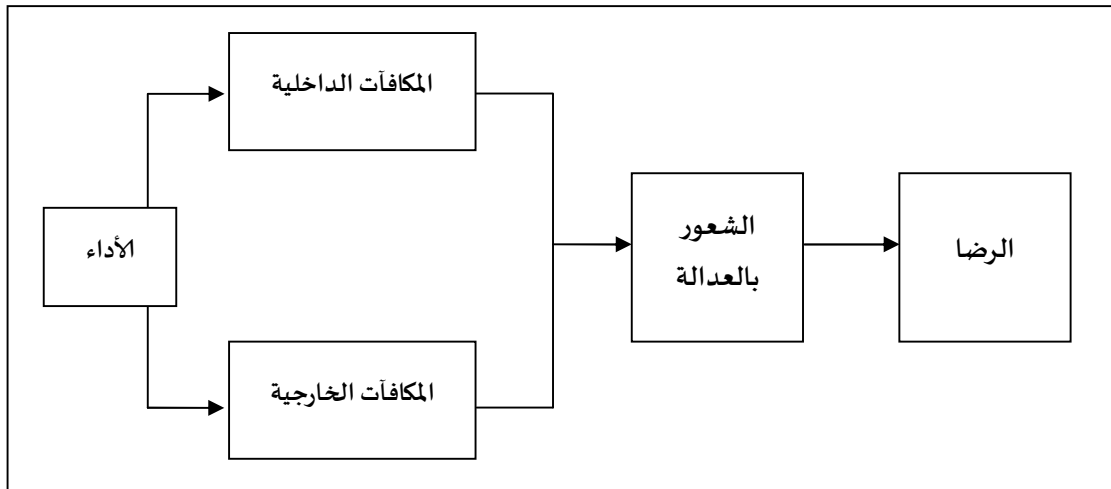 المكافآت الداخلية
الأداء
الشعور
بالعدالة
الرضا
المكافآت الخارجية